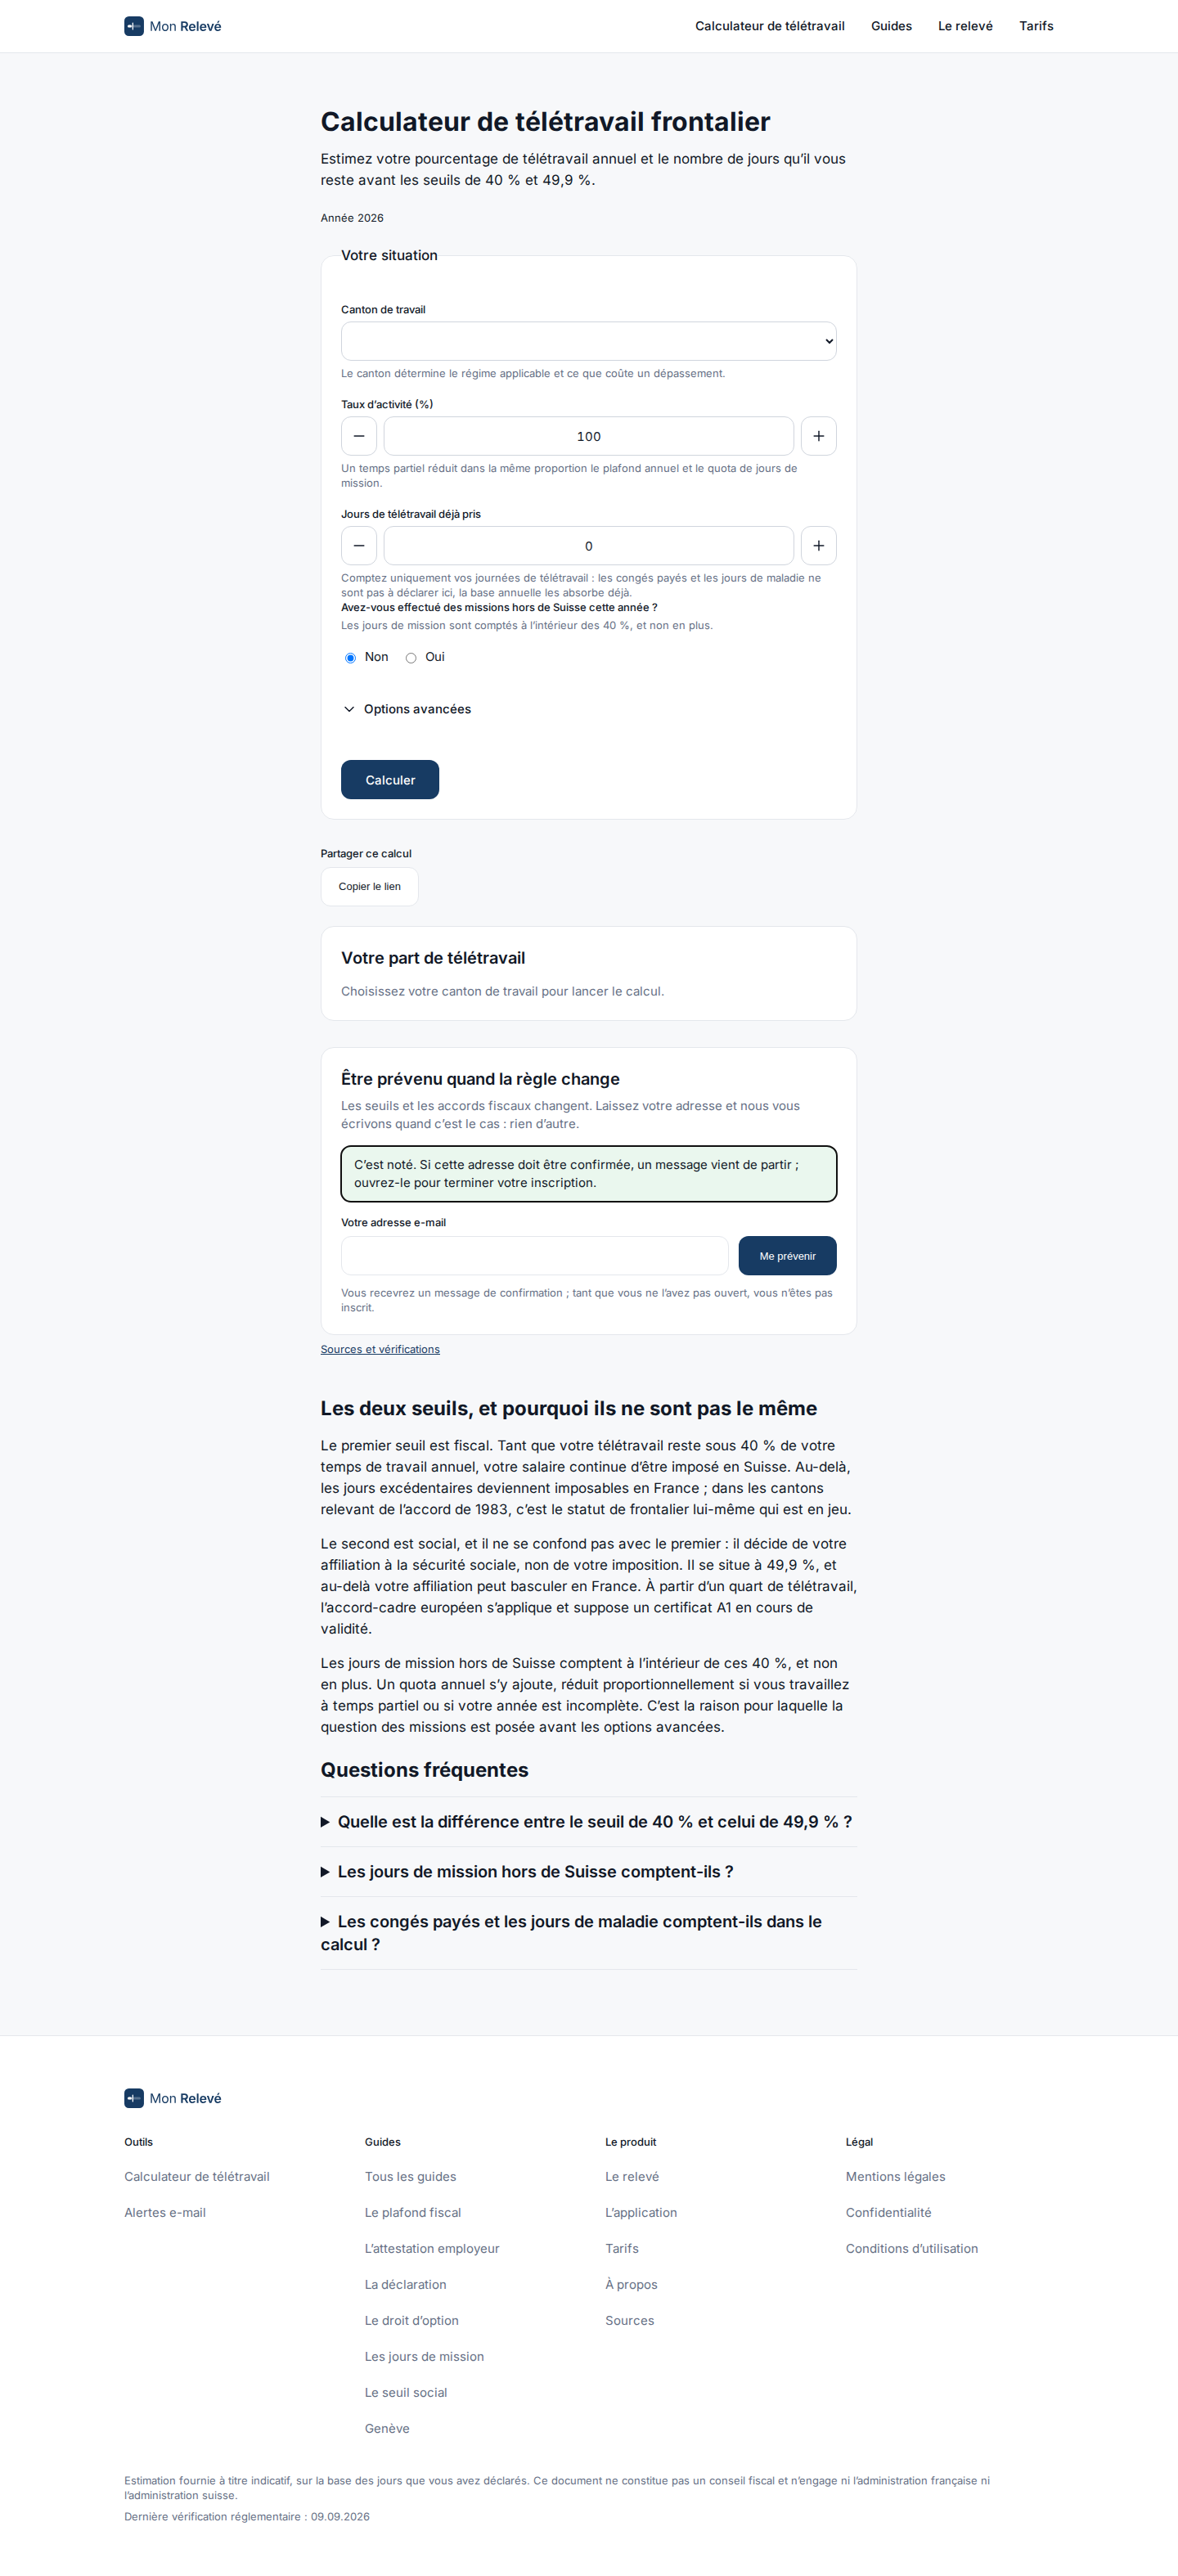 Mon Relevé
Calculateur de télétravail
Guides
Le relevé
Tarifs
Calculateur de télétravail frontalier
Estimez votre pourcentage de télétravail annuel et le nombre de jours qu’il vous
reste avant les seuils de 40 % et 49,9 %.
Année 2026
Votre situation
Canton de travail
Le canton détermine le régime applicable et ce que coûte un dépassement.
Taux d’activité (%)
100
Un temps partiel réduit dans la même proportion le plafond annuel et le quota de jours de
mission.
Jours de télétravail déjà pris
0
Comptez uniquement vos journées de télétravail : les congés payés et les jours de maladie ne
sont pas à déclarer ici, la base annuelle les absorbe déjà.
Avez-vous effectué des missions hors de Suisse cette année ?
Les jours de mission sont comptés à l’intérieur des 40 %, et non en plus.
Non
Oui
Options avancées
Calculer
Partager ce calcul
Copier le lien
Votre part de télétravail
Choisissez votre canton de travail pour lancer le calcul.
Être prévenu quand la règle change
Les seuils et les accords fiscaux changent. Laissez votre adresse et nous vous
écrivons quand c’est le cas : rien d’autre.
C’est noté. Si cette adresse doit être confirmée, un message vient de partir ;
ouvrez-le pour terminer votre inscription.
Votre adresse e-mail
Me prévenir
Vous recevrez un message de confirmation ; tant que vous ne l’avez pas ouvert, vous n’êtes pas
inscrit.
Sources et vérifications
Les deux seuils, et pourquoi ils ne sont pas le même
Le premier seuil est fiscal. Tant que votre télétravail reste sous 40 % de votre
temps de travail annuel, votre salaire continue d’être imposé en Suisse. Au-delà,
les jours excédentaires deviennent imposables en France ; dans les cantons
relevant de l’accord de 1983, c’est le statut de frontalier lui-même qui est en jeu.
Le second est social, et il ne se confond pas avec le premier : il décide de votre
affiliation à la sécurité sociale, non de votre imposition. Il se situe à 49,9 %, et
au-delà votre affiliation peut basculer en France. À partir d’un quart de télétravail,
l’accord-cadre européen s’applique et suppose un certificat A1 en cours de
validité.
Les jours de mission hors de Suisse comptent à l’intérieur de ces 40 %, et non
en plus. Un quota annuel s’y ajoute, réduit proportionnellement si vous travaillez
à temps partiel ou si votre année est incomplète. C’est la raison pour laquelle la
question des missions est posée avant les options avancées.
Questions fréquentes
Quelle est la différence entre le seuil de 40 % et celui de 49,9 % ?
Les jours de mission hors de Suisse comptent-ils ?
Les congés payés et les jours de maladie comptent-ils dans le
calcul ?
Mon Relevé
Outils
Calculateur de télétravail
Alertes e-mail
Guides
Tous les guides
Le plafond fiscal
L’attestation employeur
La déclaration
Le droit d’option
Les jours de mission
Le seuil social
Genève
Le produit
Le relevé
L’application
Tarifs
À propos
Sources
Légal
Mentions légales
Confidentialité
Conditions d’utilisation
Estimation fournie à titre indicatif, sur la base des jours que vous avez déclarés. Ce document ne constitue pas un conseil fiscal et n’engage ni l’administration française ni
l’administration suisse.
Dernière vérification réglementaire : 09.09.2026